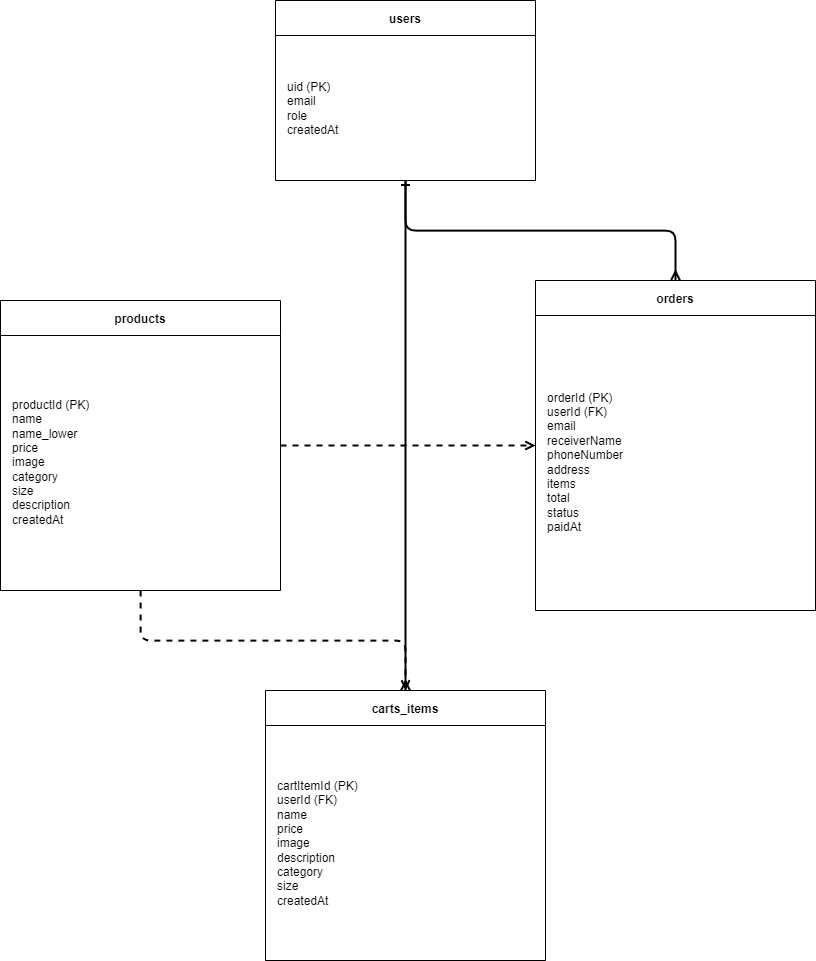 users
uid (PK)
email
role
createdAt
products
productId (PK)
name
name_lower
price
image
category
size
description
createdAt
orders
orderId (PK)
userId (FK)
email
receiverName
phoneNumber
address
items
total
status
paidAt
carts_items
cartItemId (PK)
userId (FK)
name
price
image
description
category
size
createdAt